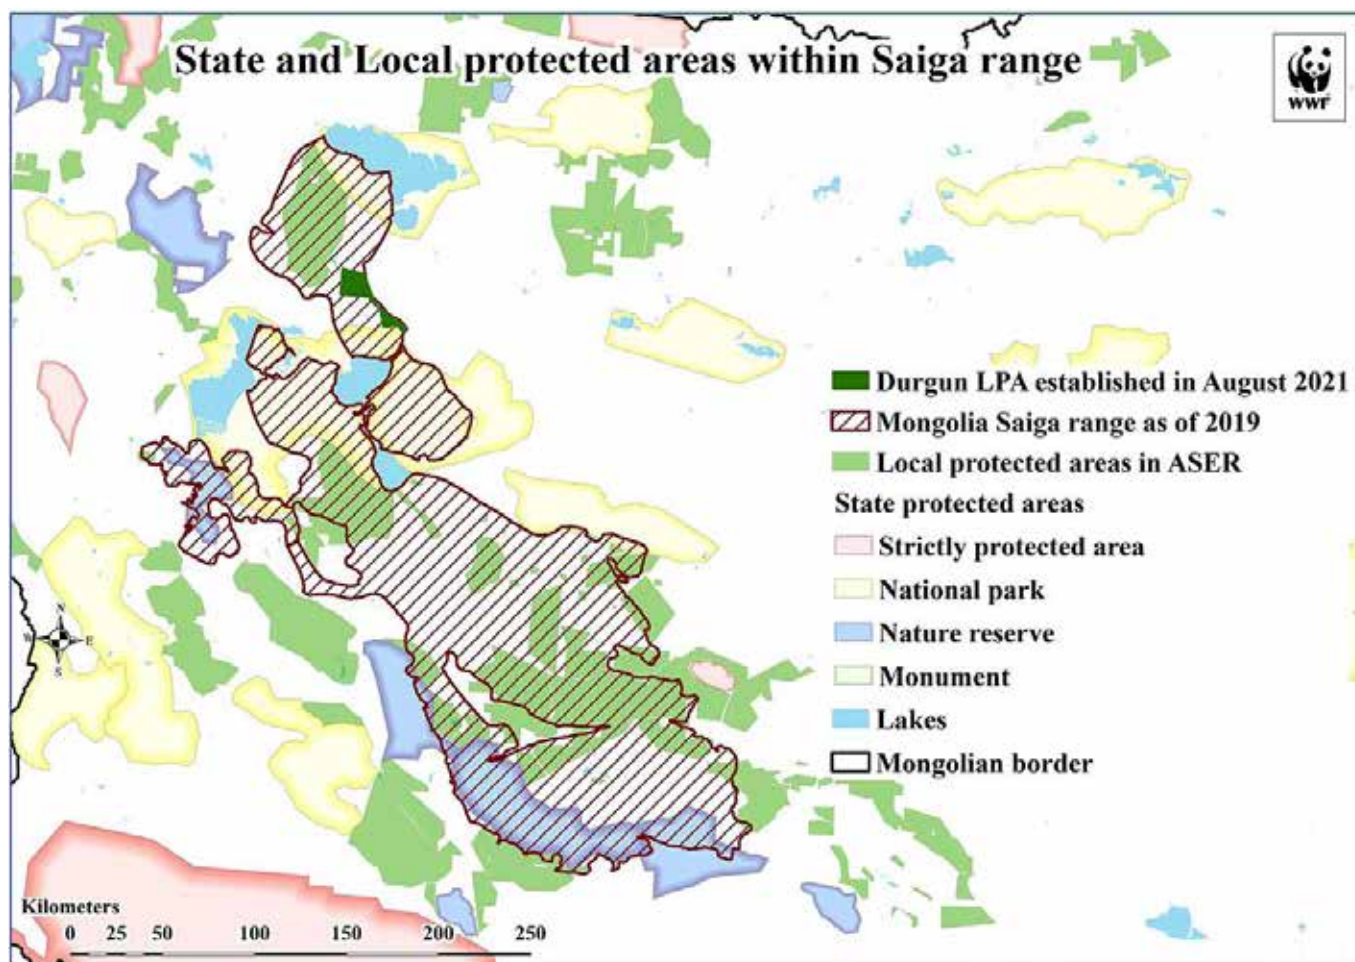 State and Local protected areas within Saiga range
WWF
Durgun LPA established in August 2021
Mongolia Saiga range as of 2019
Local protected areas in ASER
State protected areas
Strictly protected area
National park
Nature reserve
Monument
Lakes
Mongolian border
N
W E
S
Kilometers
0 25 50 100 150 200 250